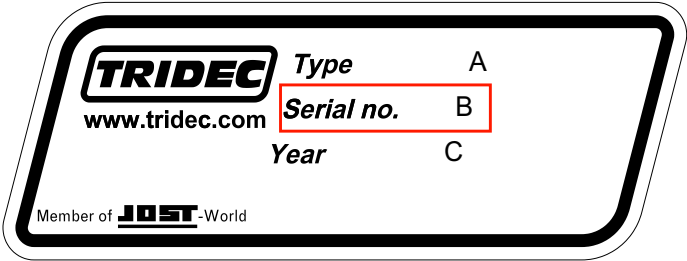 TRIDEC
www.tridec.com
Type A
Serial no. B
Year C
Member of JOST-World